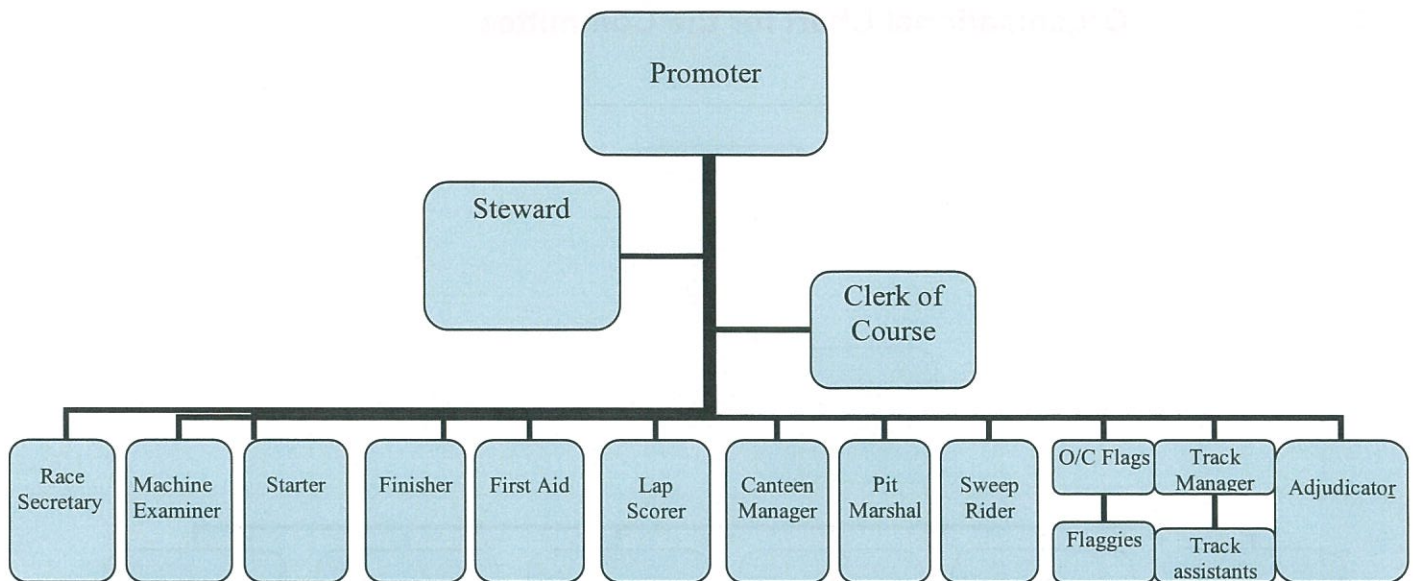 Promoter
Steward
Clerk of
Course
Race
Secretary
Machine
Examiner
Starter
Finisher
First Aid
Lap
Scorer
Canteen
Manager
Pit
Marshal
Sweep
Rider
O/C Flags
Flaggies
Track
Manager
Track
assistants
Adjudicator